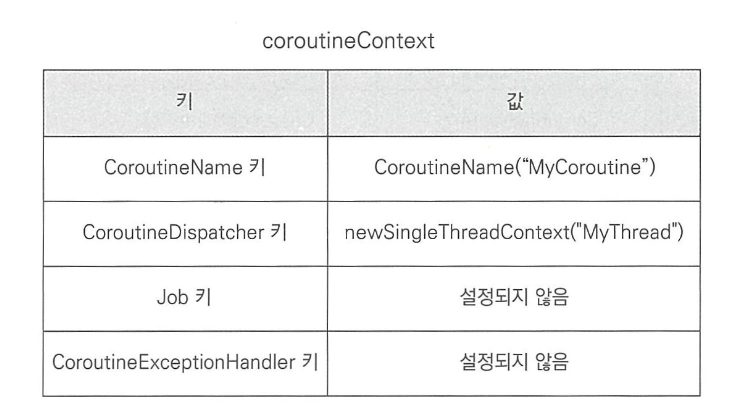 coroutineContext
키 값
CoroutineName 키 CoroutineName(“MyCoroutine”)
CoroutineDispatcher 키 newSingleThreadContext("MyThread")
Job 키 설정되지 않음
CoroutineExceptionHandler 키 설정되지 않음